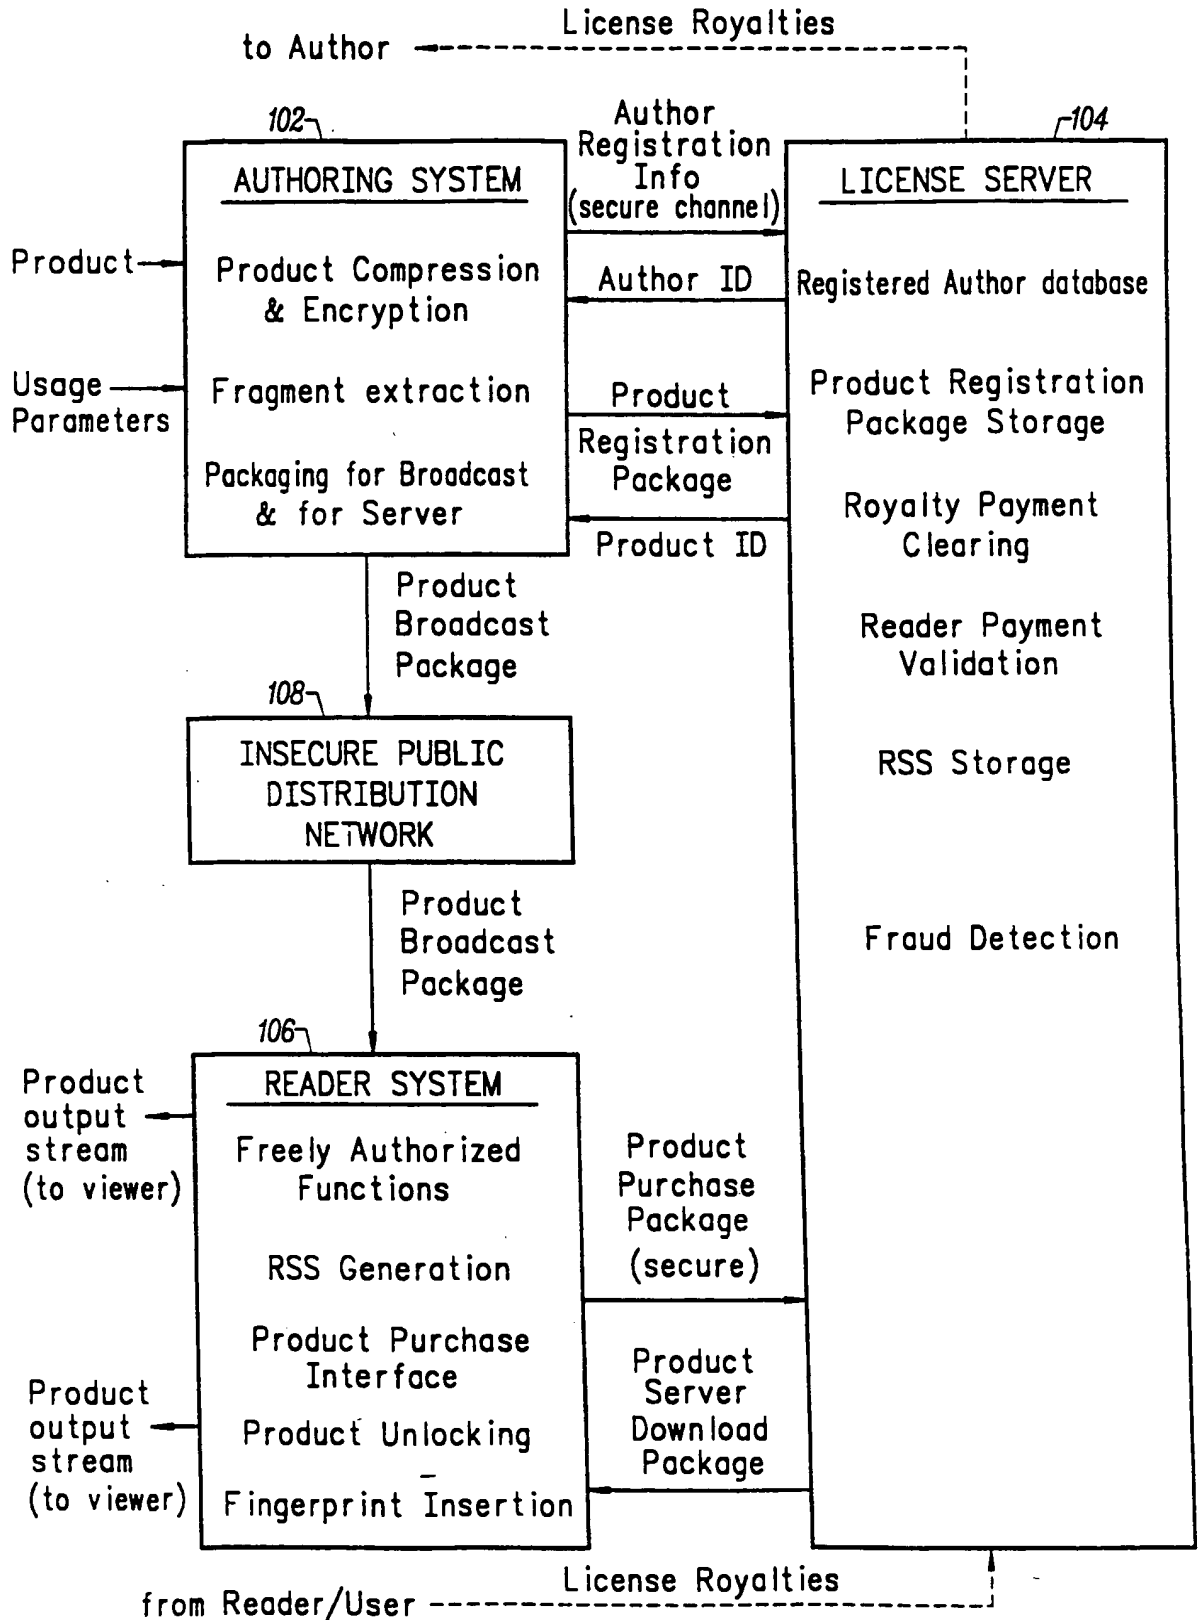 License Royalties
to Author
102
AUTHORING SYSTEM
Product Compression
& Encryption
Fragment extraction
Packaging for Broadcast
& for Server
Product
Usage
Parameters
Author
Registration
Info
(secure channel)
Author ID
Product
Registration
Package
Product ID
104
LICENSE SERVER
Registered Author database
Product Registration
Package Storage
Royalty Payment
Clearing
Reader Payment
Validation
RSS Storage
Fraud Detection
Product
Broadcast
Package
108
INSECURE PUBLIC
DISTRIBUTION
NETWORK
Product
Broadcast
Package
106
READER SYSTEM
Freely Authorized
Functions
RSS Generation
Product Purchase
Interface
Product Unlocking
Fingerprint Insertion
Product
output
stream
(to viewer)
Product
output
stream
(to viewer)
Product
Purchase
Package
(secure)
Product
Server
Download
Package
License Royalties
from Reader/User